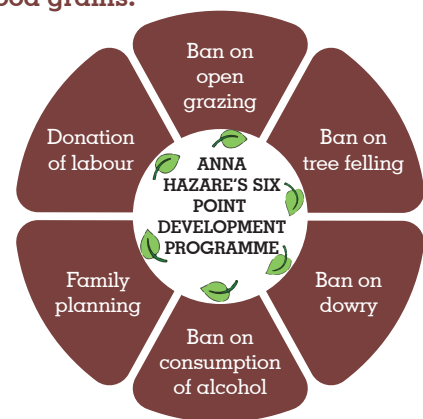 Ban on
open
grazing
Ban on
tree felling
Ban on
dowry
Ban on
consumption
of alcohol
Family
planning
Donation
of labour
ANNA
HAZARE'S SIX
POINT
DEVELOPMENT
PROGRAMME